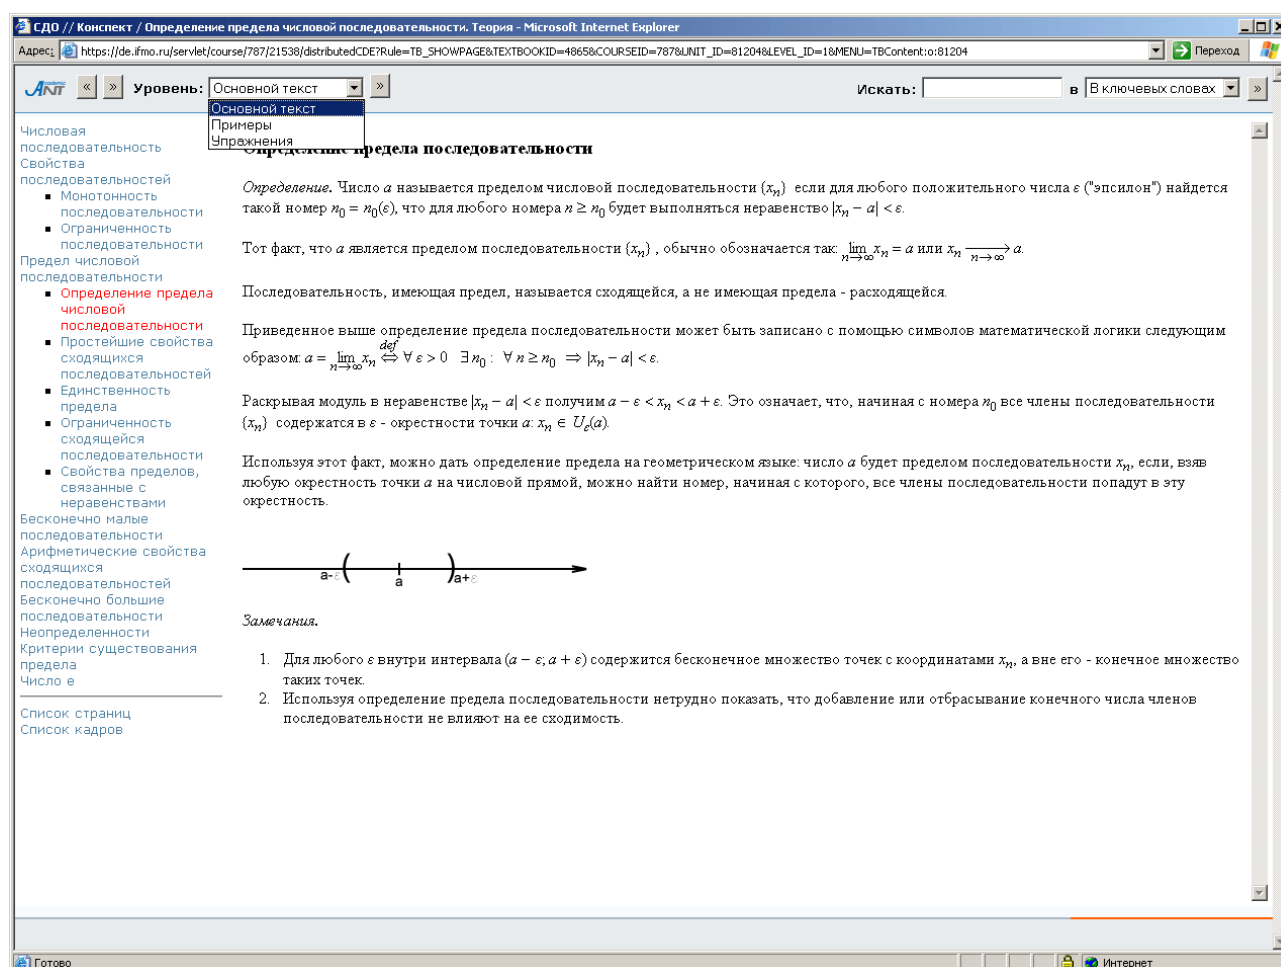 СДО // Конспект / Определение предела числовой последовательности. Теория - Microsoft Internet Explorer
Адрес: https://de.ifmo.ru/servlet/course/787/21538/distributedCDE?Rule=TB_SHOWPAGE&TEXTBOOKID=4865&COURSEID=787&UNIT_ID=81204&LEVEL_ID=1&MENU=TBContent:o:81204 Переход
Academic ANT « » Уровень: Основной текст » Искать: в В ключевых словах »
Основной текст
Примеры
Упражнения
Числовая
последовательность
Свойства
последовательностей
▪ Монотонность
последовательности
▪ Ограниченность
последовательности
Предел числовой
последовательности
▪ Определение предела
числовой
последовательности
▪ Простейшие свойства
сходящихся
последовательностей
▪ Единственность
предела
▪ Ограниченность
сходящейся
последовательности
▪ Свойства пределов,
связанные с
неравенствами
Бесконечно малые
последовательности
Арифметические свойства
сходящихся
последовательностей
Бесконечно большие
последовательности
Неопределенности
Критерии существования
предела
Число е
Список страниц
Список кадров
Определение предела последовательности
Определение. Число a называется пределом числовой последовательности {xₙ} если для любого положительного числа ε ("эпсилон") найдется
такой номер n₀ = n₀(ε), что для любого номера n ≥ n₀ будет выполняться неравенство |xₙ − a| < ε.
Тот факт, что a является пределом последовательности {xₙ} , обычно обозначается так: lim n→∞ xₙ = a или xₙ ⟶ n→∞ a.
Последовательность, имеющая предел, называется сходящейся, а не имеющая предела - расходящейся.
Приведенное выше определение предела последовательности может быть записано с помощью символов математической логики следующим
образом: a = lim n→∞ xₙ def ⇔ ∀ ε > 0 ∃ n₀ : ∀ n ≥ n₀ ⇒ |xₙ − a| < ε.
Раскрывая модуль в неравенстве |xₙ − a| < ε получим a − ε < xₙ < a + ε. Это означает, что, начиная с номера n₀ все члены последовательности
{xₙ} содержатся в ε - окрестности точки a: xₙ ∈ U_ε(a).
Используя этот факт, можно дать определение предела на геометрическом языке: число a будет пределом последовательности xₙ, если, взяв
любую окрестность точки a на числовой прямой, можно найти номер, начиная с которого, все члены последовательности попадут в эту
окрестность.
a-ε ( a ) a+ε
Замечания.
1. Для любого ε внутри интервала (a − ε; a + ε) содержится бесконечное множество точек с координатами xₙ, а вне его - конечное множество
таких точек.
2. Используя определение предела последовательности нетрудно показать, что добавление или отбрасывание конечного числа членов
последовательности не влияют на ее сходимость.
Готово Интернет